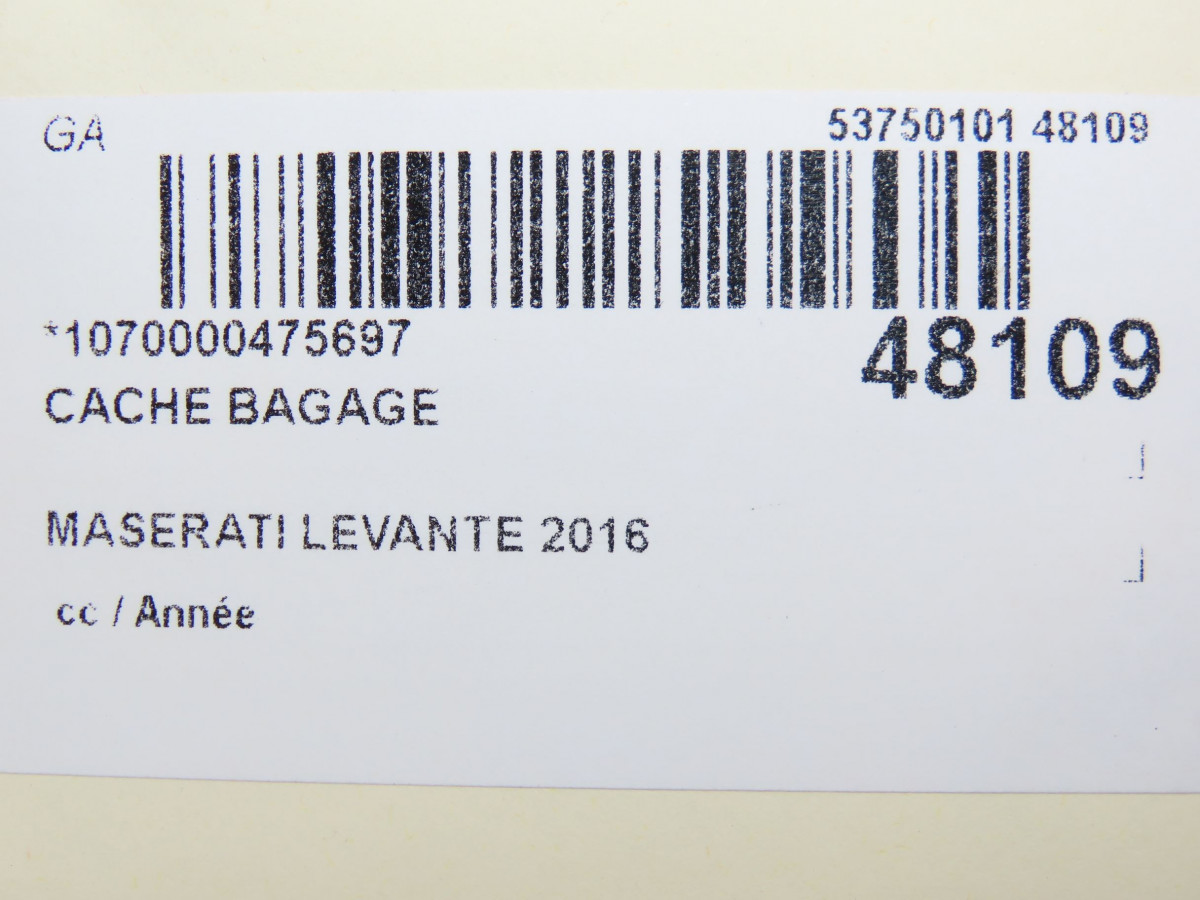 GA
53750101 48109
*1070000475697
48109
CACHE BAGAGE
MASERATI LEVANTE 2016
cc / Année